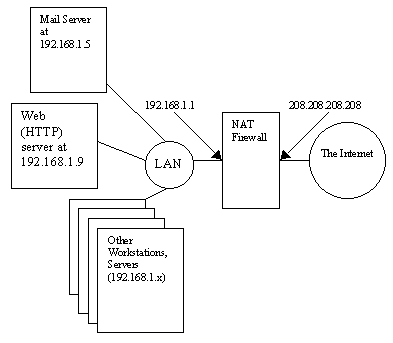 Mail Server
at
192.168.1.5
192.168.1.1
208.208.208.208
Web
(HTTP)
server at
192.168.1.9
NAT
Firewall
LAN
The Internet
Other
Workstations,
Servers
(192.168.1.x)